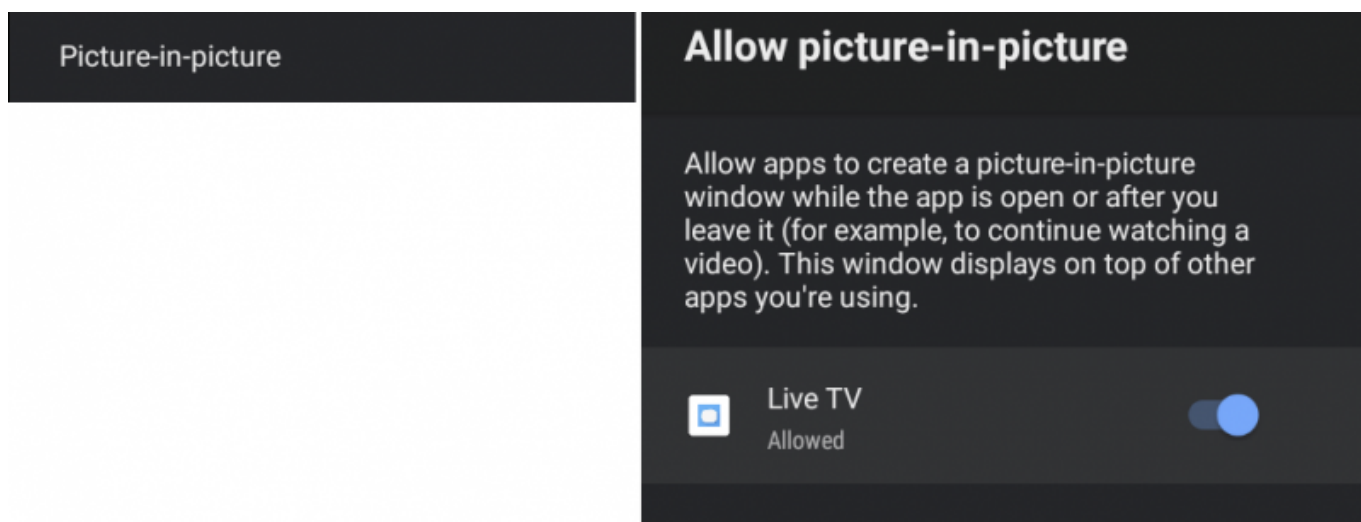 Picture-in-picture
Allow picture-in-picture
Allow apps to create a picture-in-picture
window while the app is open or after you
leave it (for example, to continue watching a
video). This window displays on top of other
apps you're using.
Live TV
Allowed